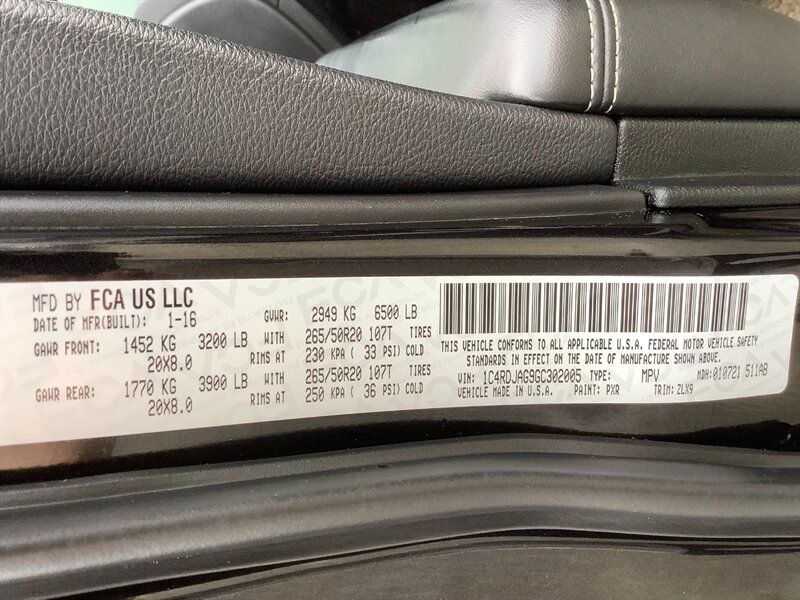 MFD BY FCA US LLC
DATE OF MFR(BUILT): 1-16 GVWR: 2949 KG 6500 LB
GAWR FRONT: 1452 KG 3200 LB WITH 265/50R20 107T TIRES
20X8.0 RIMS AT 230 KPA ( 33 PSI) COLD
GAWR REAR: 1770 KG 3900 LB WITH 265/50R20 107T TIRES
20X8.0 RIMS AT 250 KPA ( 36 PSI) COLD
THIS VEHICLE CONFORMS TO ALL APPLICABLE U.S.A. FEDERAL MOTOR VEHICLE SAFETY
STANDARDS IN EFFECT ON THE DATE OF MANUFACTURE SHOWN ABOVE.
VIN: 1C4RDJAG9GC302005 TYPE: MPV MDH: 010721 511AB
VEHICLE MADE IN U.S.A. PAINT: PXR TRIM: ZLX9